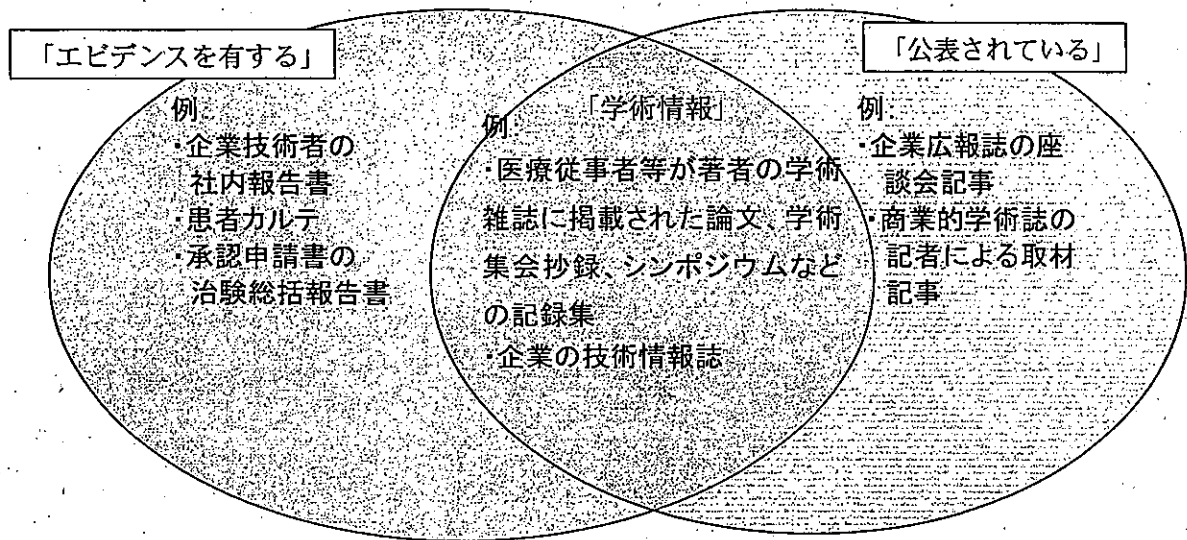 「エビデンスを有する」
例:
・企業技術者の
社内報告書
・患者カルテ
・承認申請書の
治験総括報告書
「学術情報」
例:
・医療従事者等が著者の学術
雑誌に掲載された論文、学術
集会抄録、シンポジウムなど
の記録集
・企業の技術情報誌
「公表されている」
例:
・企業広報誌の座
談会記事
・商業的学術誌の
記者による取材
記事